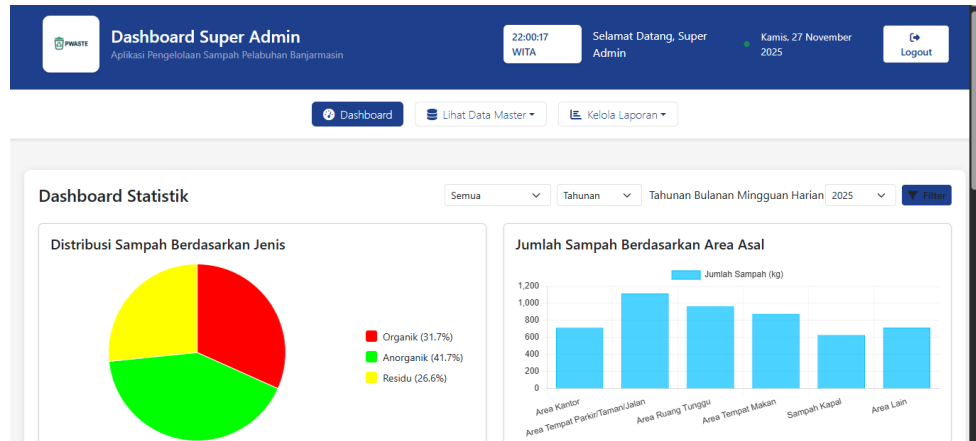 PWASTE
Dashboard Super Admin
Aplikasi Pengelolaan Sampah Pelabuhan Banjarmasin
22:00:17
WITA
Selamat Datang, Super
Admin
Kamis, 27 November
2025
Logout
Dashboard
Lihat Data Master
Kelola Laporan
Dashboard Statistik
Semua
Tahunan
Tahunan Bulanan Mingguan Harian
2025
Filter
Distribusi Sampah Berdasarkan Jenis
Organik (31.7%)
Anorganik (41.7%)
Residu (26.6%)
Jumlah Sampah Berdasarkan Area Asal
Jumlah Sampah (kg)
1,200
1,000
800
600
400
200
0
Area Kantor
Area Tempat Parkir/Taman/Jalan
Area Ruang Tunggu
Area Tempat Makan
Sampah Kapal
Area Lain